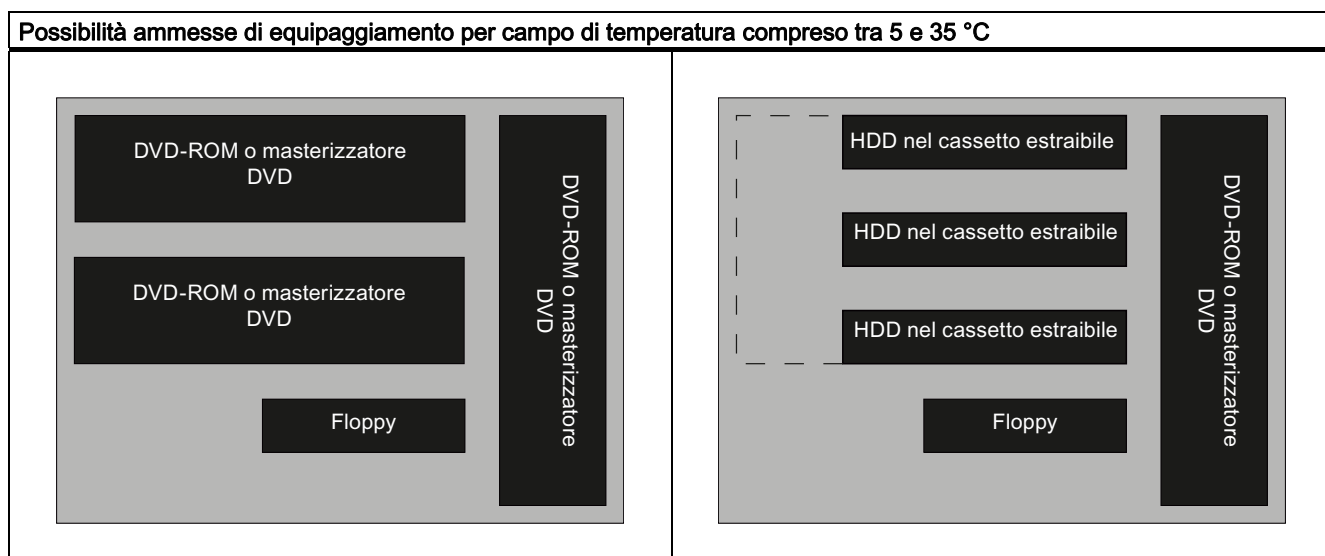 Possibilità ammesse di equipaggiamento per campo di temperatura compreso tra 5 e 35 °C
DVD-ROM o masterizzatore
DVD
DVD-ROM o masterizzatore
DVD
Floppy
DVD-ROM o masterizzatore
DVD
HDD nel cassetto estraibile
HDD nel cassetto estraibile
HDD nel cassetto estraibile
Floppy
DVD-ROM o masterizzatore
DVD